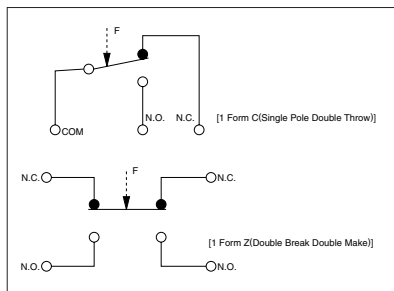 F
COM
N.O.
N.C.
[1 Form C(Single Pole Double Throw)]
N.C.
F
N.C.
[1 Form Z(Double Break Double Make)]
N.O.
N.O.